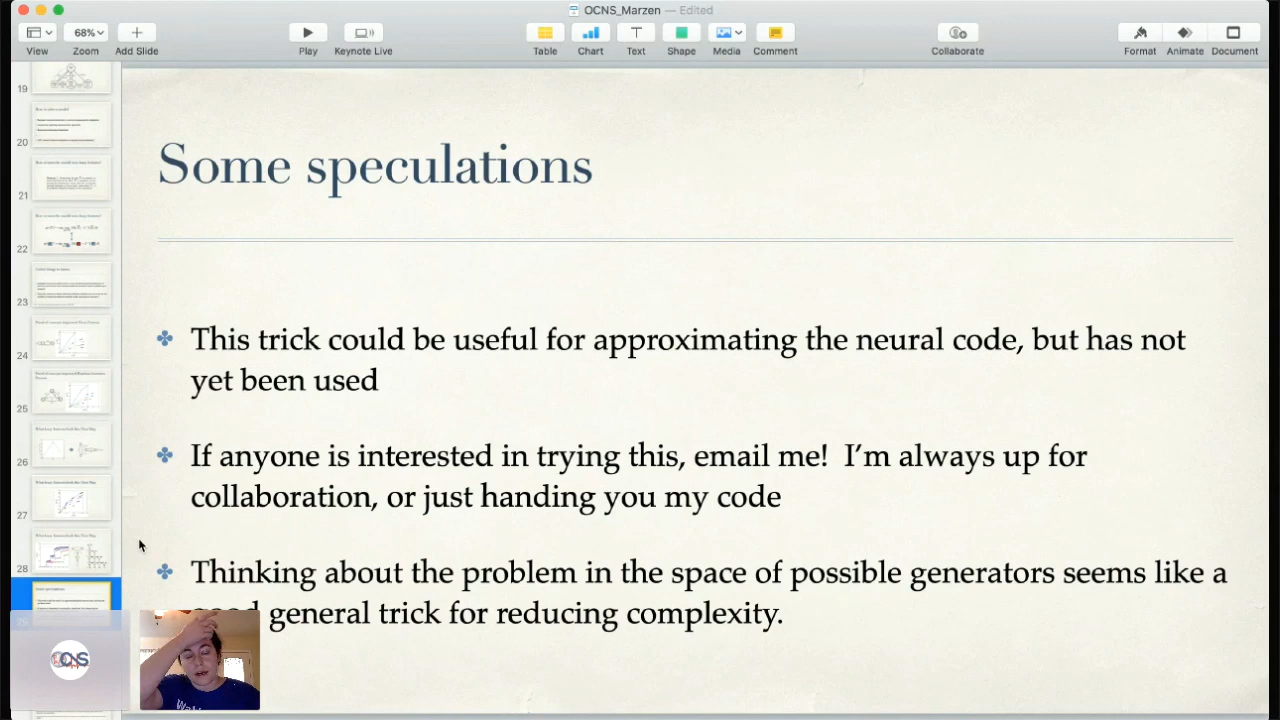 OCNS_Marzen — Edited
68%
View
Zoom
Add Slide
Play
Keynote Live
Table
Chart
Text
Shape
Media
Comment
Collaborate
Format
Animate
Document
19
20
21
22
23
24
25
26
27
28
Some speculations
This trick could be useful for approximating the neural code, but has not
yet been used
If anyone is interested in trying this, email me! I’m always up for
collaboration, or just handing you my code
Thinking about the problem in the space of possible generators seems like a
good general trick for reducing complexity.
OCNS